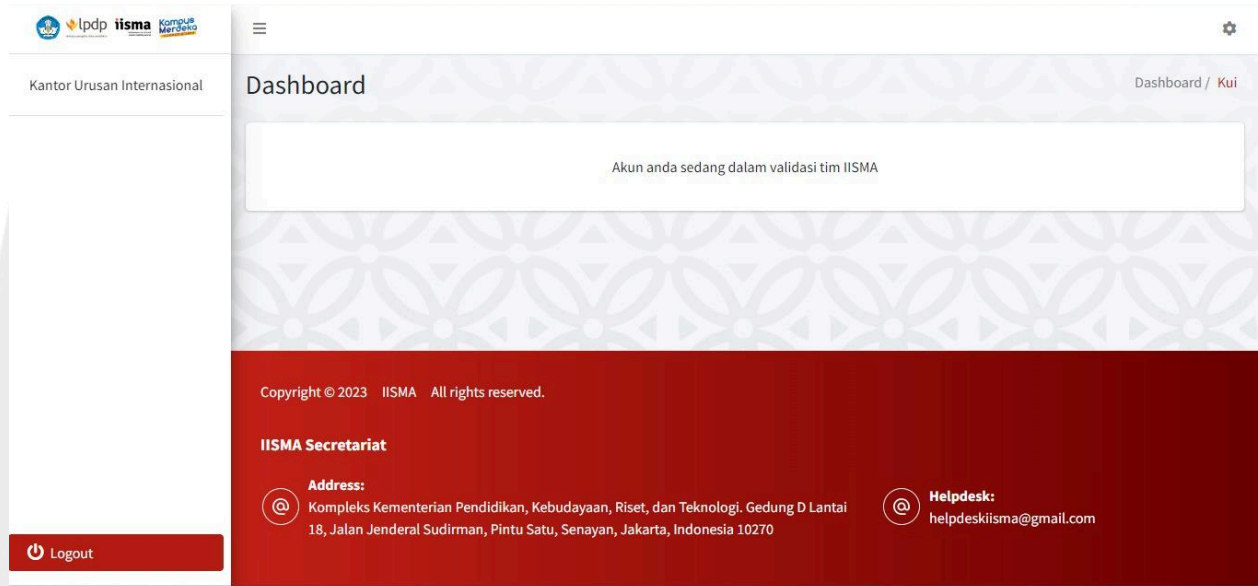 lpdp iisma Kampus Merdeka
Kantor Urusan Internasional
Dashboard
Dashboard / Kui
Akun anda sedang dalam validasi tim IISMA
Copyright © 2023 IISMA All rights reserved.
IISMA Secretariat
Address:
Kompleks Kementerian Pendidikan, Kebudayaan, Riset, dan Teknologi. Gedung D Lantai
18, Jalan Jenderal Sudirman, Pintu Satu, Senayan, Jakarta, Indonesia 10270
Helpdesk:
helpdeskiisma@gmail.com
Logout